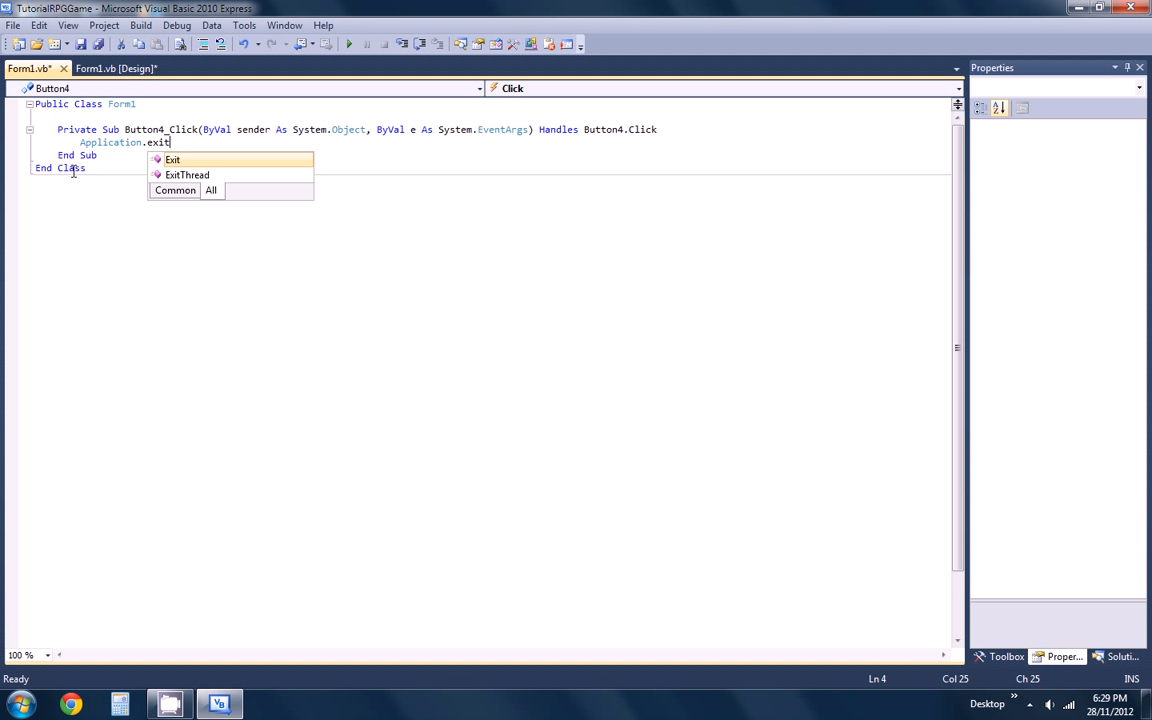 TutorialRPGGame - Microsoft Visual Basic 2010 Express
File Edit View Project Build Debug Data Tools Window Help
Form1.vb* Form1.vb [Design]* Properties
Button4 Click
Public Class Form1
Private Sub Button4_Click(ByVal sender As System.Object, ByVal e As System.EventArgs) Handles Button4.Click
Application.exit
End Sub
End Class
Exit
ExitThread
Common All
100 % Toolbox Proper... Soluti...
Ready Ln 4 Col 25 Ch 25 INS
Desktop » 6:29 PM
28/11/2012